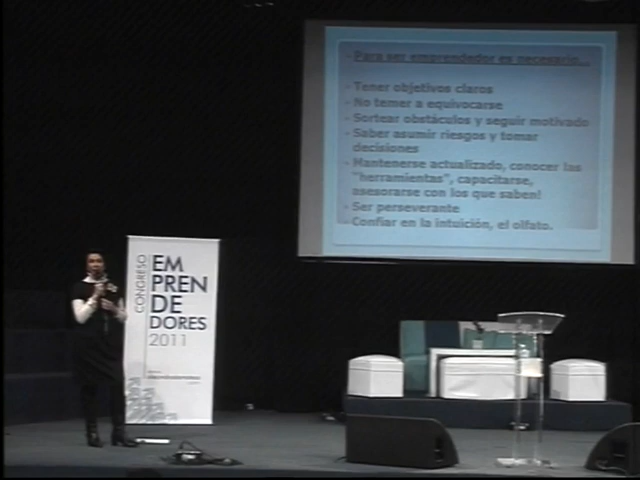 - Para ser emprendedor es necesario...
- Tener objetivos claros
- No temer a equivocarse
- Sortear obstáculos y seguir motivado
- Saber asumir riesgos y tomar
decisiones
- Mantenerse actualizado, conocer las
"herramientas", capacitarse,
asesorarse con los que saben!
- Ser perseverante
- Confiar en la intuición, el olfato.
CONGRESO
EM
PREN
DE
DORES
2011